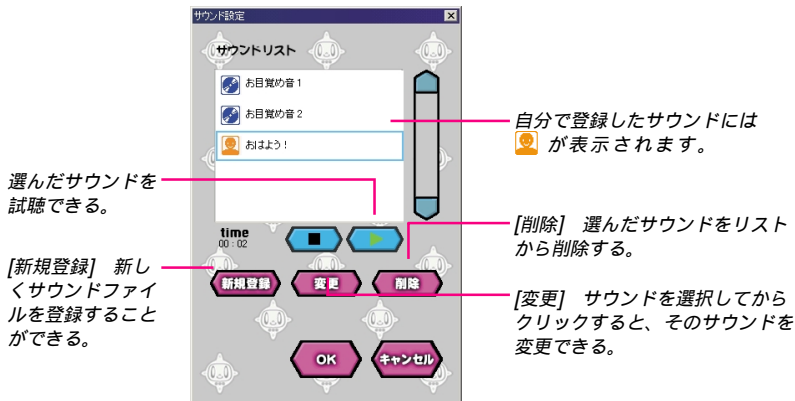 サウンド設定
サウンドリスト
お目覚め音1
お目覚め音2
おはよう!
自分で登録したサウンドには
が表示されます。
選んだサウンドを
試聴できる。
time
00:02
[削除] 選んだサウンドをリスト
から削除する。
[新規登録] 新し
くサウンドファイ
ルを登録すること
ができる。
新規登録
変更
削除
[変更] サウンドを選択してから
クリックすると、そのサウンドを
変更できる。
OK
キャンセル